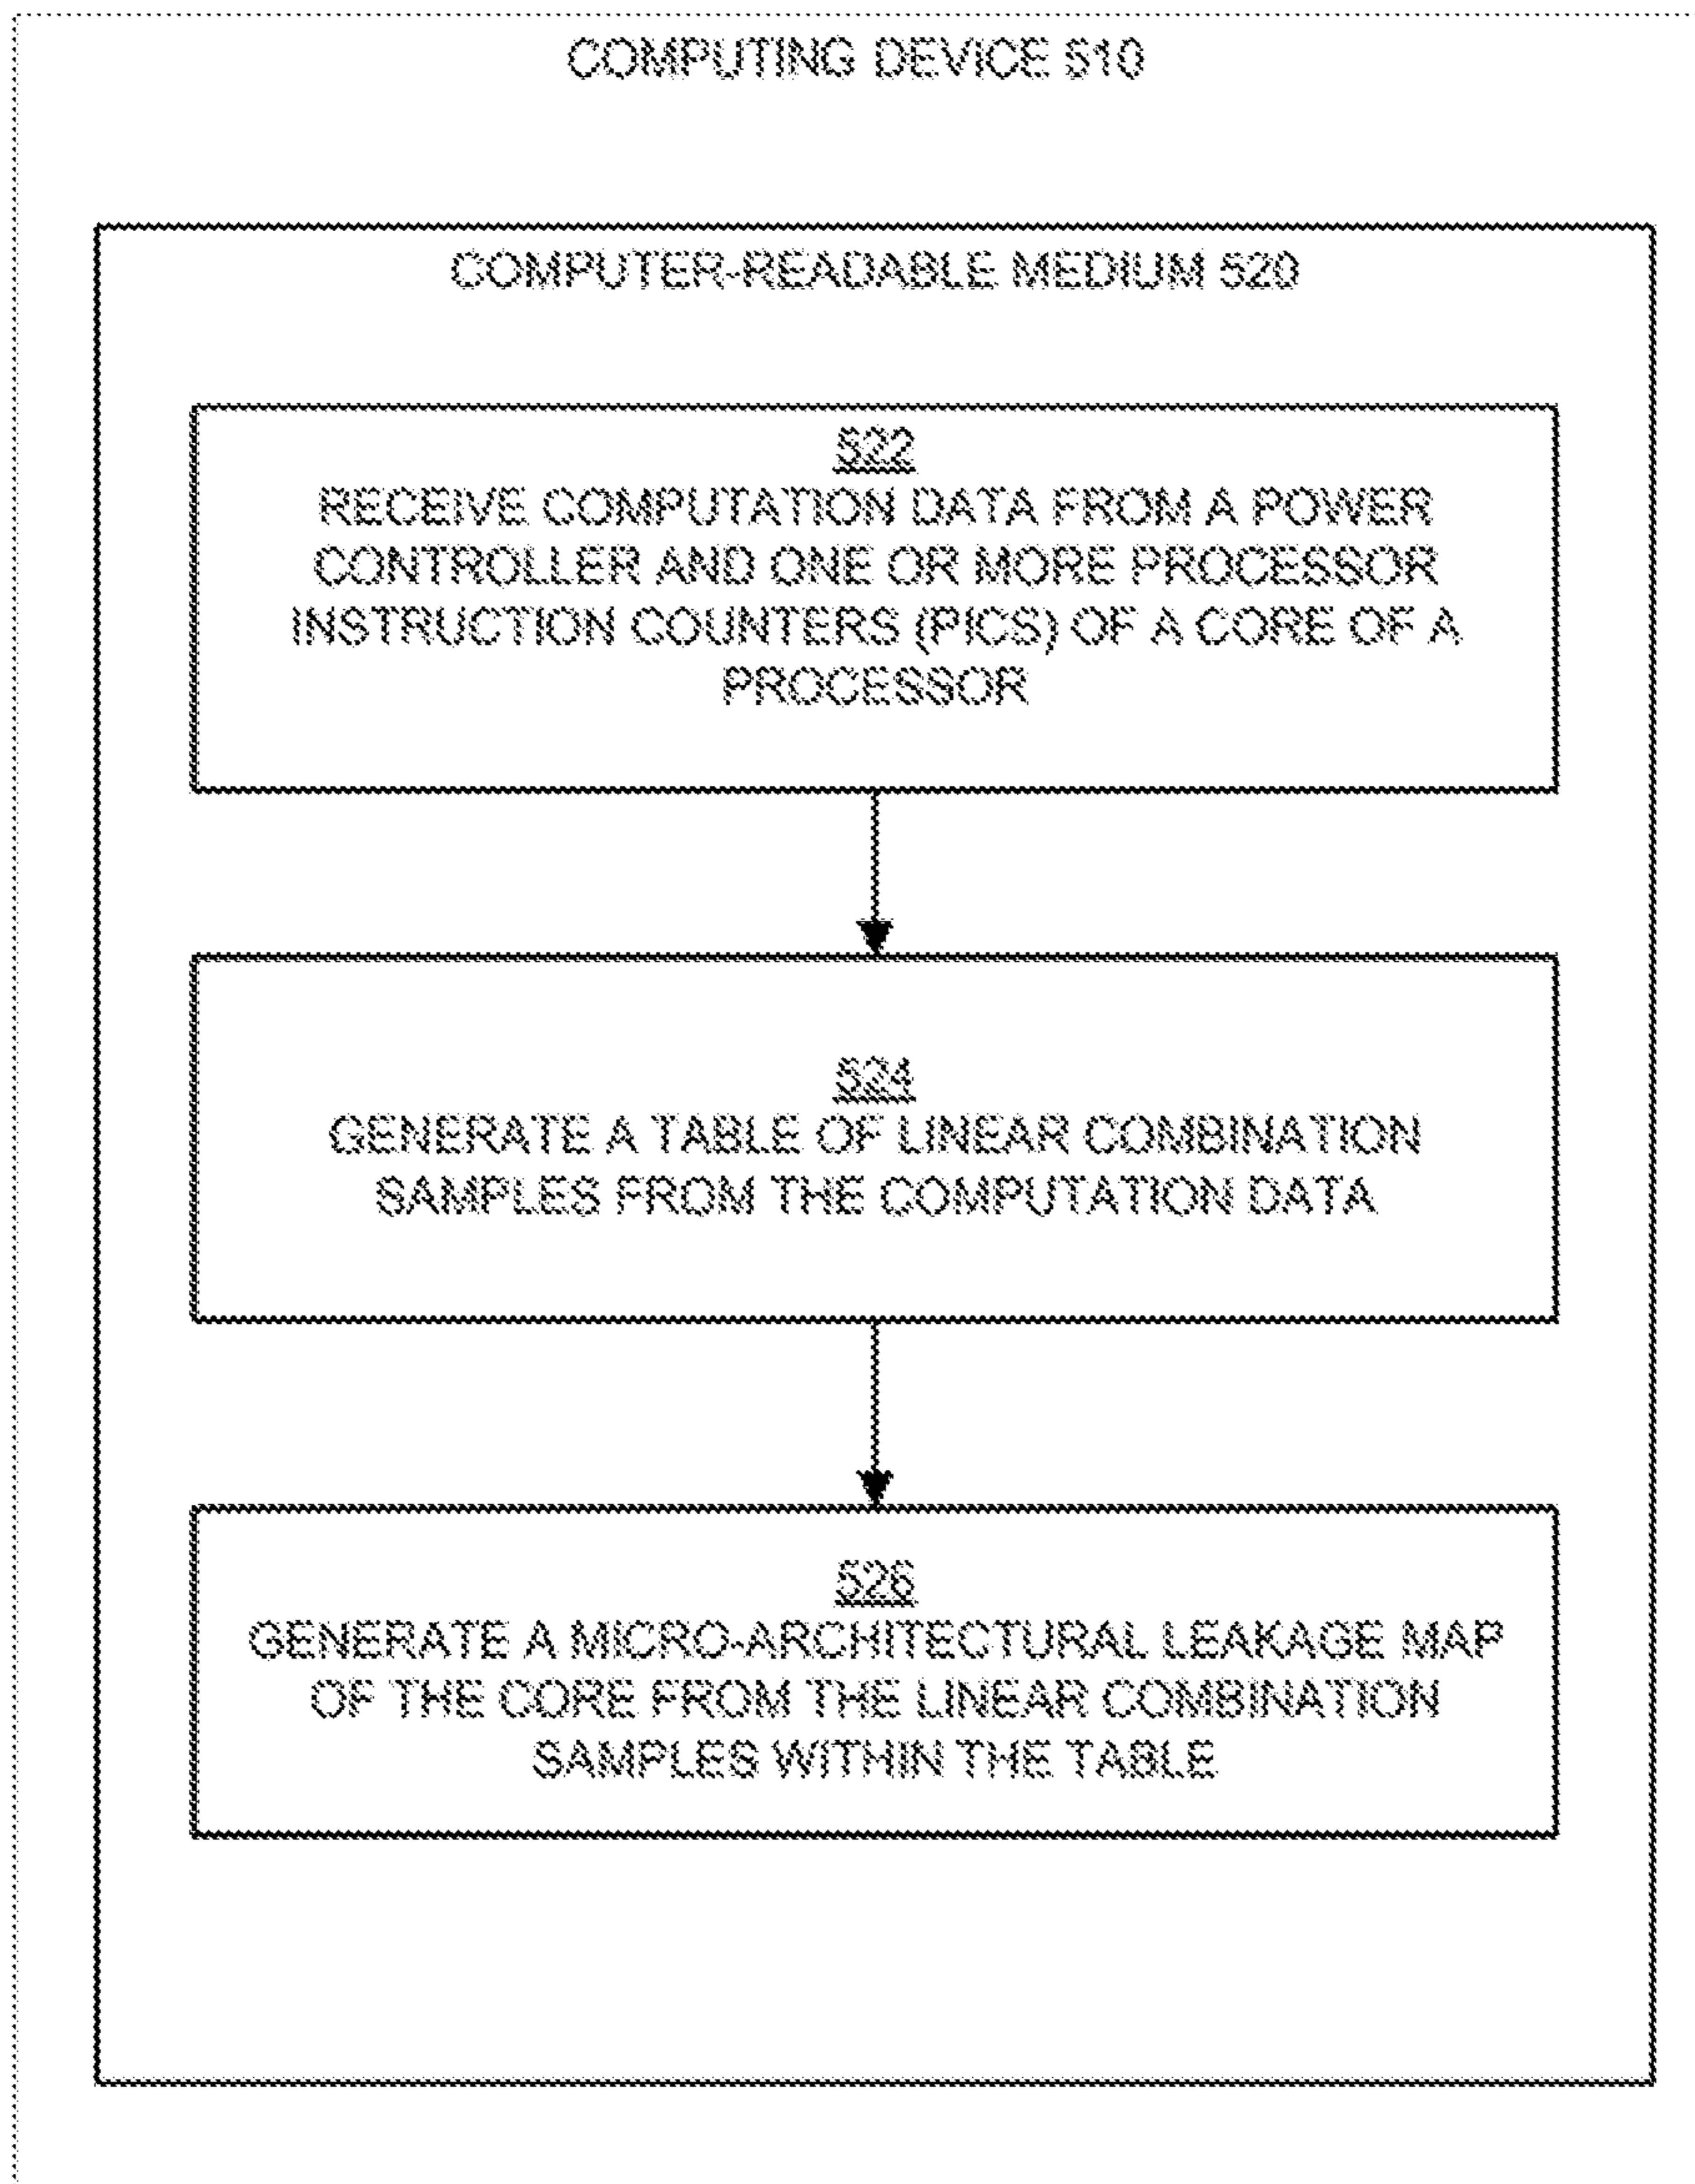 COMPUTING DEVICE 510
COMPUTER-READABLE MEDIUM 520
522
RECEIVE COMPUTATION DATA FROM A POWER
CONTROLLER AND ONE OR MORE PROCESSOR
INSTRUCTION COUNTERS (PICS) OF A CORE OF A
PROCESSOR
524
GENERATE A TABLE OF LINEAR COMBINATION
SAMPLES FROM THE COMPUTATION DATA
526
GENERATE A MICRO-ARCHITECTURAL LEAKAGE MAP
OF THE CORE FROM THE LINEAR COMBINATION
SAMPLES WITHIN THE TABLE